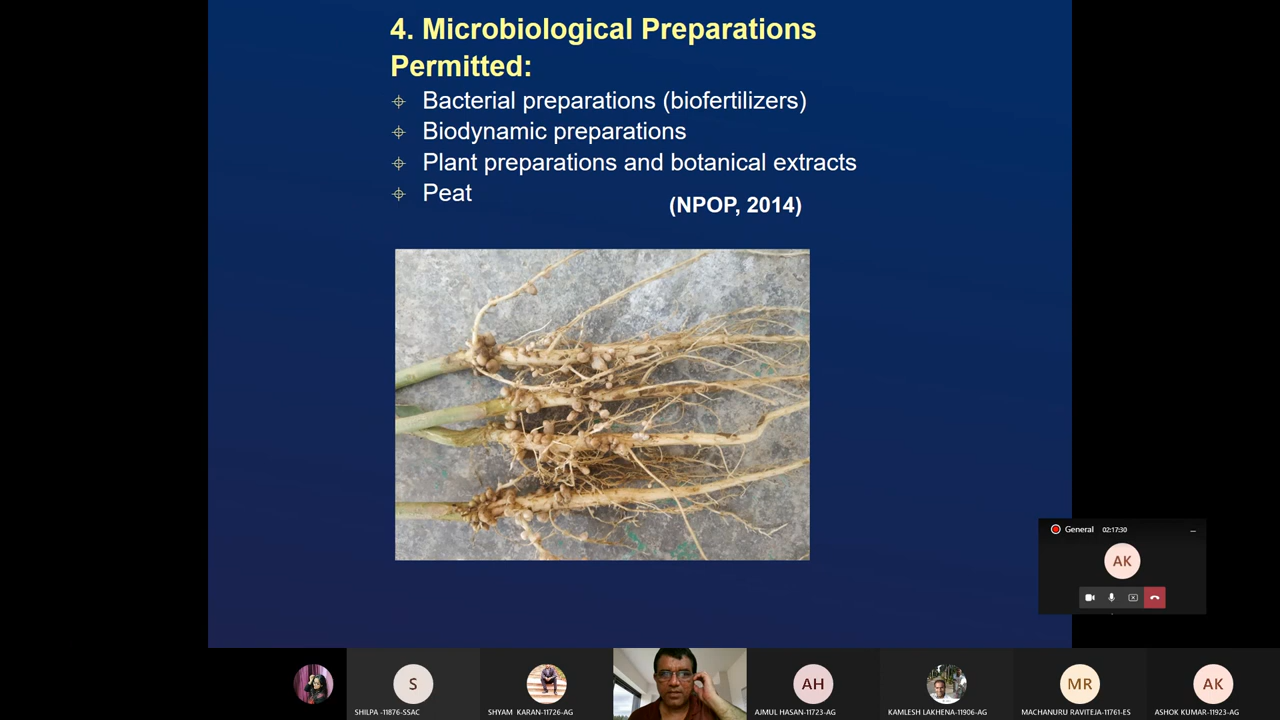 4. Microbiological Preparations
Permitted:
Bacterial preparations (biofertilizers)
Biodynamic preparations
Plant preparations and botanical extracts
Peat
(NPOP, 2014)
General 02:17:30
AK
S
AH
MR
AK
SHILPA -11876-SSAC
SHYAM KARAN-11726-AG
AJMUL HASAN-11723-AG
KAMLESH LAKHENA-11906-AG
MACHANURU RAVITEJA-11761-ES
ASHOK KUMAR-11923-AG